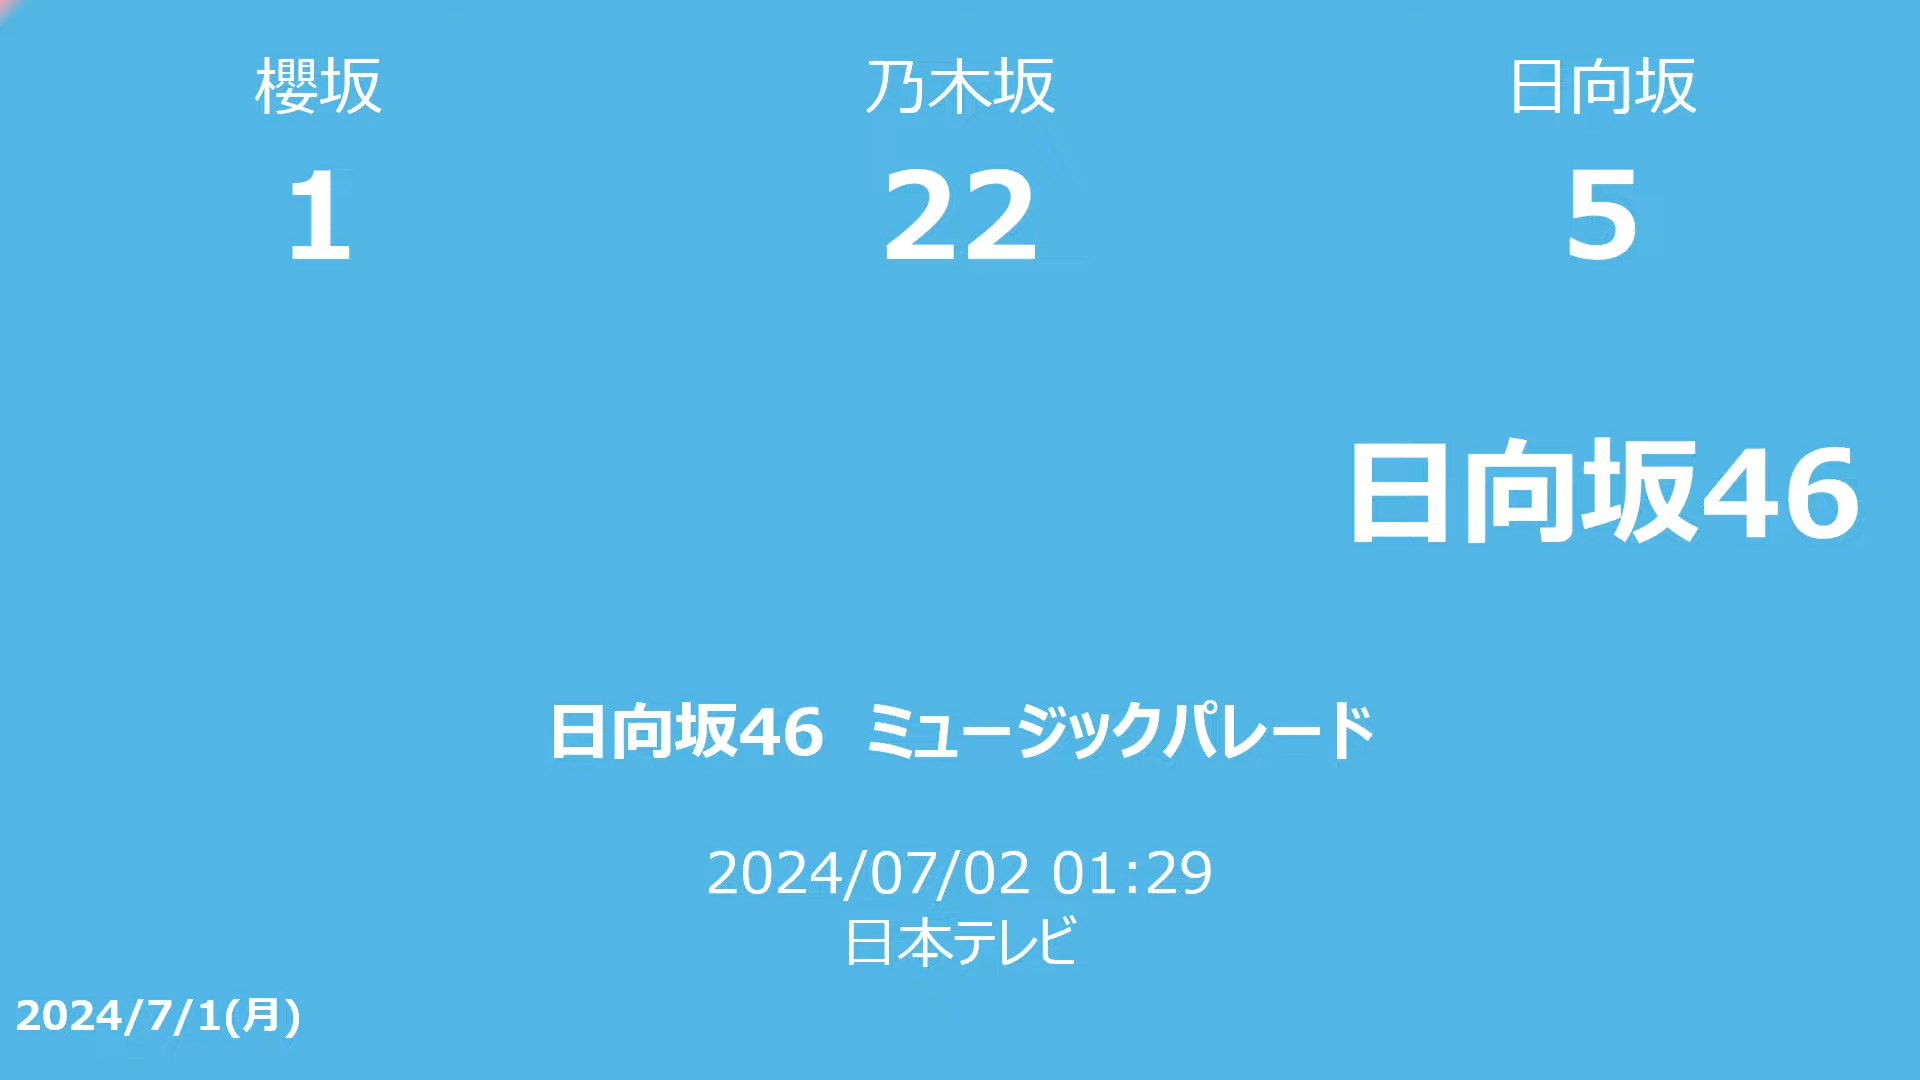 櫻坂 乃木坂 日向坂
1 22 5
日向坂46
日向坂46　ミュージックパレード
2024/07/02 01:29
日本テレビ
2024/7/1(月)